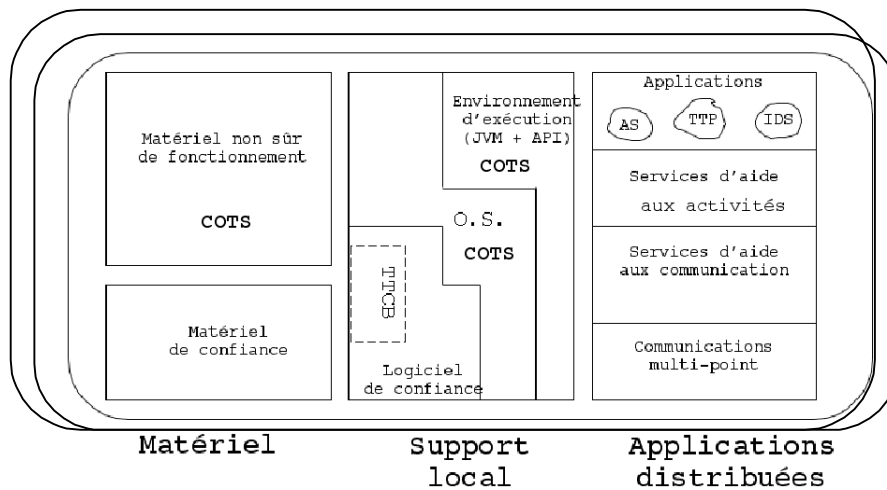 Matériel non sûr
de fonctionnement
COTS
Matériel
de confiance
Environnement
d'exécution
(JVM + API)
COTS
O.S.
COTS
TTCB
Logiciel
de confiance
Applications
AS
TTP
IDS
Services d'aide
aux activités
Services d'aide
aux communication
Communications
multi-point
Matériel
Support
local
Applications
distribuées